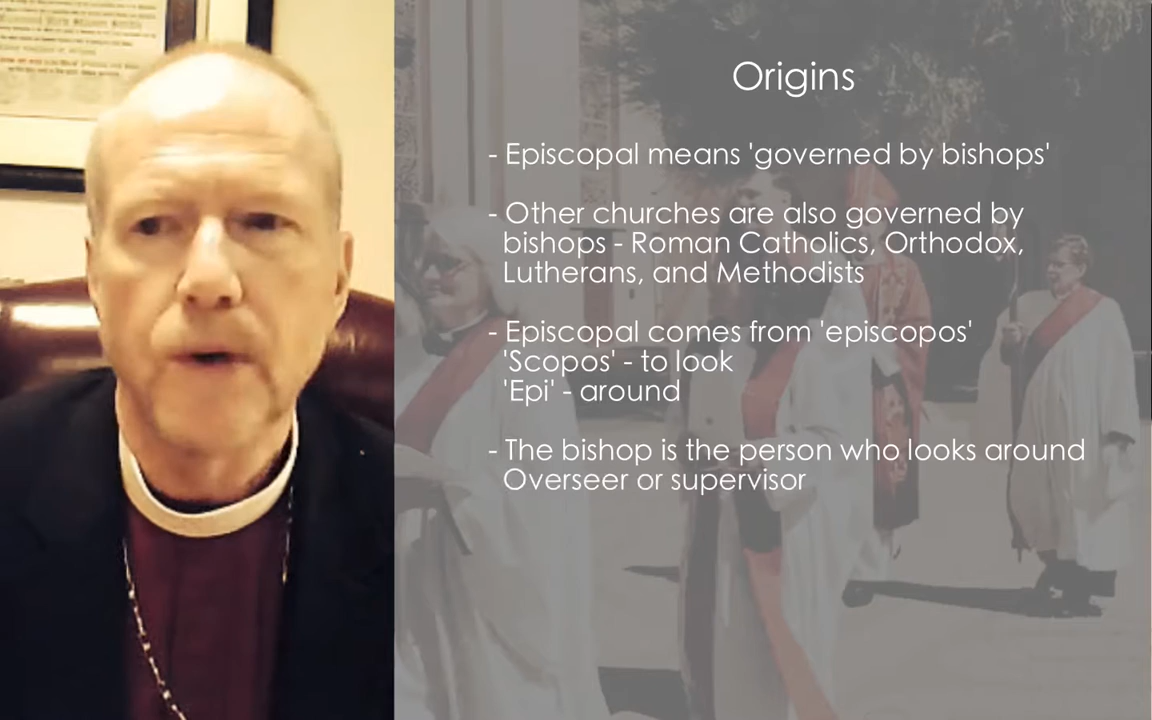 Origins
- Episcopal means 'governed by bishops'
- Other churches are also governed by
bishops - Roman Catholics, Orthodox,
Lutherans, and Methodists
- Episcopal comes from 'episcopos'
'Scopos' - to look
'Epi' - around
- The bishop is the person who looks around
Overseer or supervisor